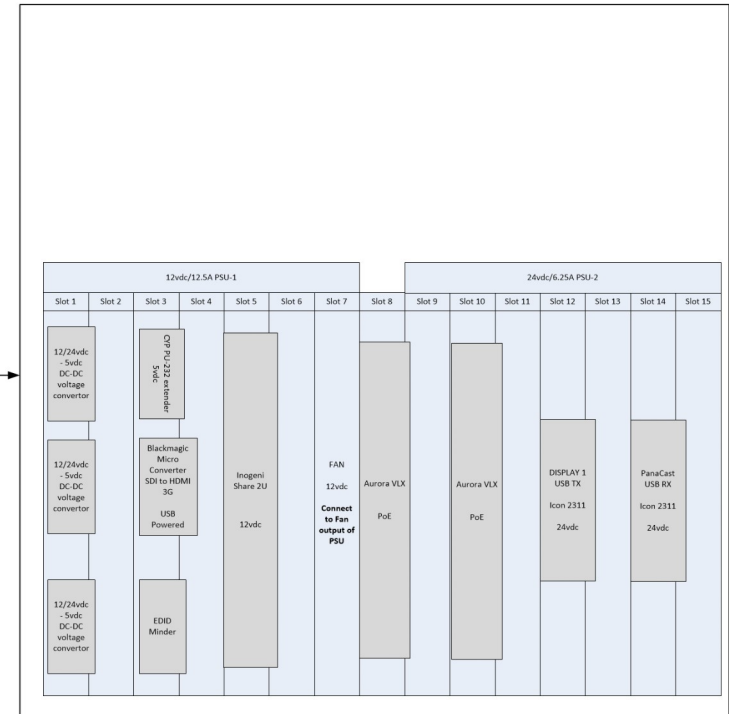 12vdc/12.5A PSU-1
24vdc/6.25A PSU-2
Slot 1
Slot 2
Slot 3
Slot 4
Slot 5
Slot 6
Slot 7
Slot 8
Slot 9
Slot 10
Slot 11
Slot 12
Slot 13
Slot 14
Slot 15
12/24vdc
- 5vdc
DC-DC
voltage
convertor
12/24vdc
- 5vdc
DC-DC
voltage
convertor
12/24vdc
- 5vdc
DC-DC
voltage
convertor
CYP PU-232 extender
5vdc
Blackmagic
Micro
Converter
SDI to HDMI
3G
USB
Powered
EDID
Minder
Inogeni
Share 2U
12vdc
FAN
12vdc
Connect
to Fan
output of
PSU
Aurora VLX
PoE
Aurora VLX
PoE
DISPLAY 1
USB TX
Icon 2311
24vdc
PanaCast
USB RX
Icon 2311
24vdc